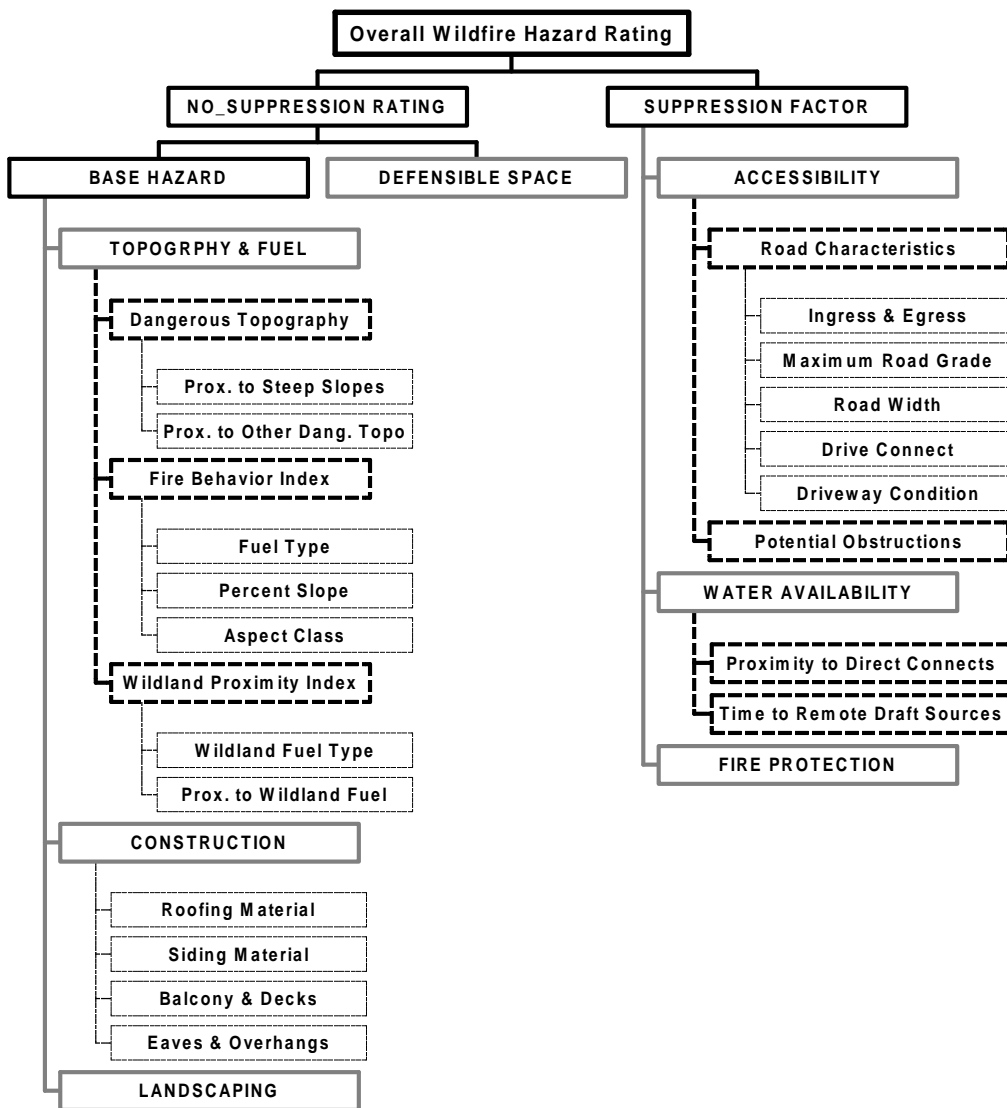 Overall Wildfire Hazard Rating
NO_SUPPRESSION RATING
SUPPRESSION FACTOR
BASE HAZARD
DEFENSIBLE SPACE
TOPOGRPHY & FUEL
Dangerous Topography
Prox. to Steep Slopes
Prox. to Other Dang. Topo
Fire Behavior Index
Fuel Type
Percent Slope
Aspect Class
Wildland Proximity Index
Wildland Fuel Type
Prox. to Wildland Fuel
CONSTRUCTION
Roofing Material
Siding Material
Balcony & Decks
Eaves & Overhangs
LANDSCAPING
ACCESSIBILITY
Road Characteristics
Ingress & Egress
Maximum Road Grade
Road Width
Drive Connect
Driveway Condition
Potential Obstructions
WATER AVAILABILITY
Proximity to Direct Connects
Time to Remote Draft Sources
FIRE PROTECTION